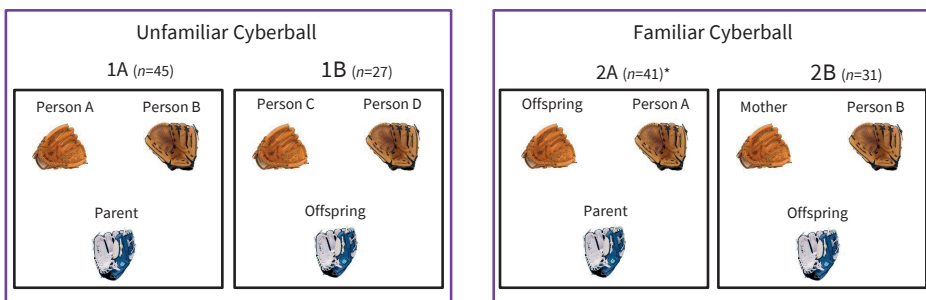 Unfamiliar Cyberball
1A (n=45)
Person A
Person B
Parent
1B (n=27)
Person C
Person D
Offspring
Familiar Cyberball
2A (n=41)*
Offspring
Person A
Parent
2B (n=31)
Mother
Person B
Offspring